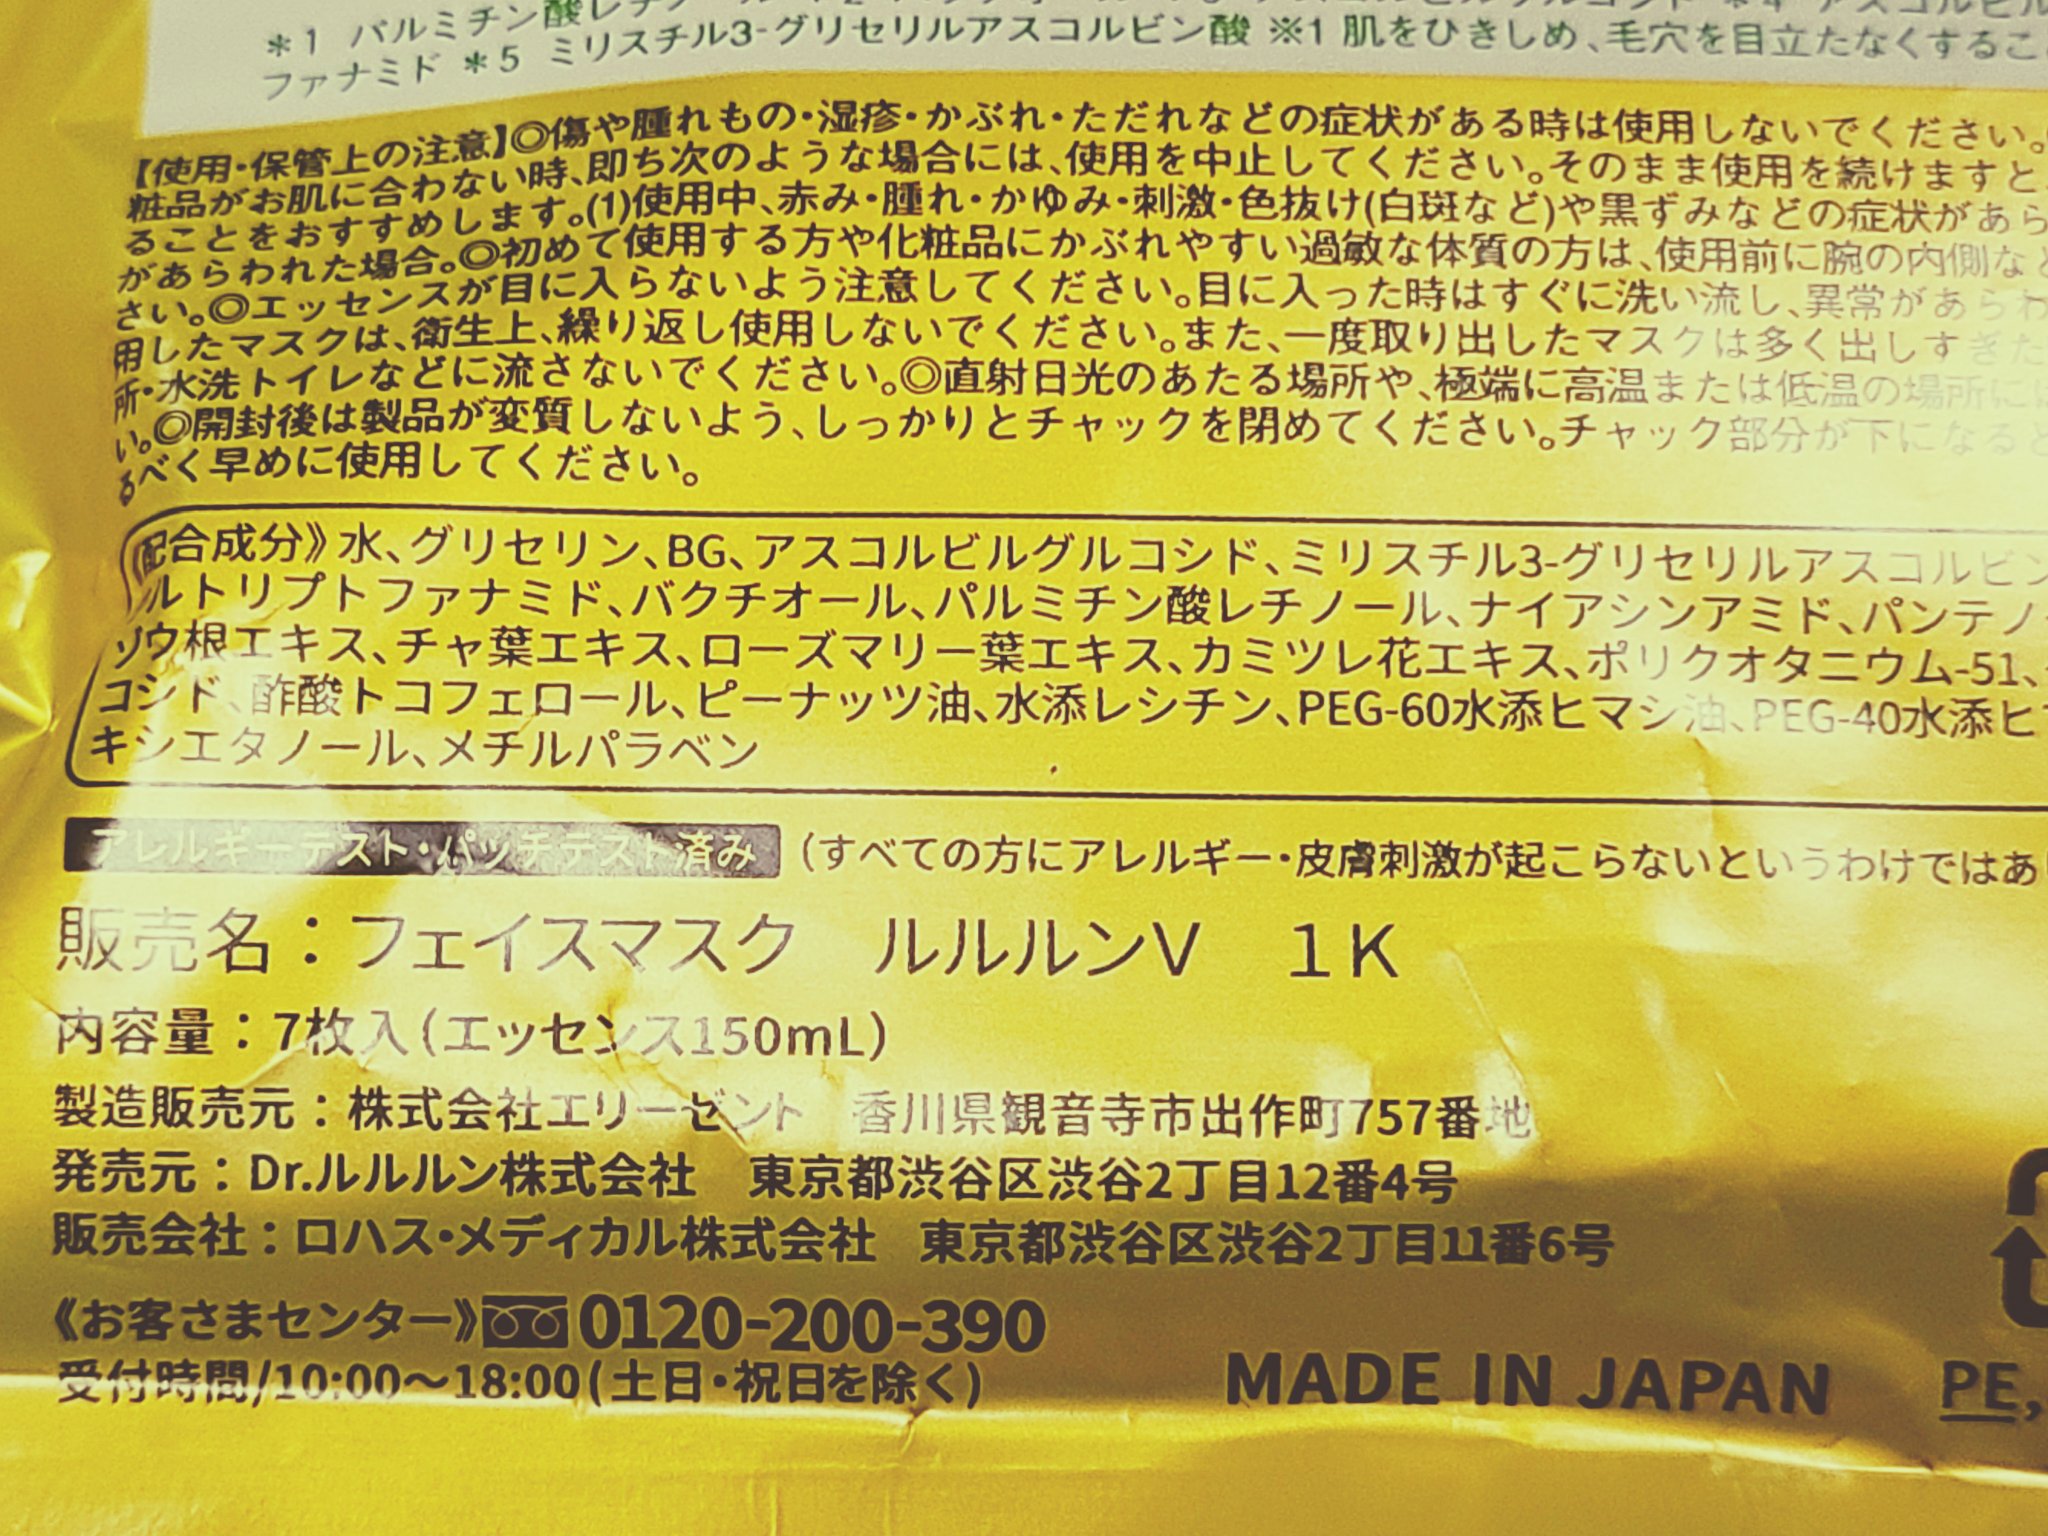 *1 パルミチン酸レチノール
*5 ミリスチル3-グリセリルアスコルビン酸 ※1 肌をひきしめ、毛穴を目立たなくするこ
ファナミド
【使用・保管上の注意】◎傷や腫れもの・湿疹・かぶれ・ただれなどの症状がある時は使用しないでください。
粧品がお肌に合わない時、即ち次のような場合には、使用を中止してください。そのまま使用を続けますと、
ることをおすすめします。(1)使用中、赤み・腫れ・かゆみ・刺激・色抜け(白斑など)や黒ずみなどの症状があら
があらわれた場合。◎初めて使用する方や化粧品にかぶれやすい過敏な体質の方は、使用前に腕の内側など
さい。◎エッセンスが目に入らないよう注意してください。目に入った時はすぐに洗い流し、異常があらわ
用したマスクは、衛生上、繰り返し使用しないでください。また、一度取り出したマスクは多く出しすぎた
所・水洗トイレなどに流さないでください。◎直射日光のあたる場所や、極端に高温または低温の場所には
い。◎開封後は製品が変質しないよう、しっかりとチャックを閉めてください。チャック部分が下になると
るべく早めに使用してください。
配合成分》水、グリセリン、BG、アスコルビルグルコシド、ミリスチル3-グリセリルアスコルビン
ルトリプトファナミド、バクチオール、パルミチン酸レチノール、ナイアシンアミド、パンテノ
ソウ根エキス、チャ葉エキス、ローズマリー葉エキス、カミツレ花エキス、ポリクオタニウム-51、
コシド、酢酸トコフェロール、ピーナッツ油、水添レシチン、PEG-60水添ヒマシ油、PEG-40水添ヒ
キシエタノール、メチルパラベン
アレルギーテスト・パッチテスト済み (すべての方にアレルギー・皮膚刺激が起こらないというわけではあ
販売名：フェイスマスク ルルルンV 1K
内容量：7枚入(エッセンス150mL)
製造販売元：株式会社エリーゼント 香川県観音寺市出作町757番地
発売元：Dr.ルルルン株式会社 東京都渋谷区渋谷2丁目12番4号
販売会社：ロハス・メディカル株式会社 東京都渋谷区渋谷2丁目11番6号
《お客さまセンター》0120-200-390
受付時間/10:00～18:00(土日・祝日を除く)
MADE IN JAPAN
PE,